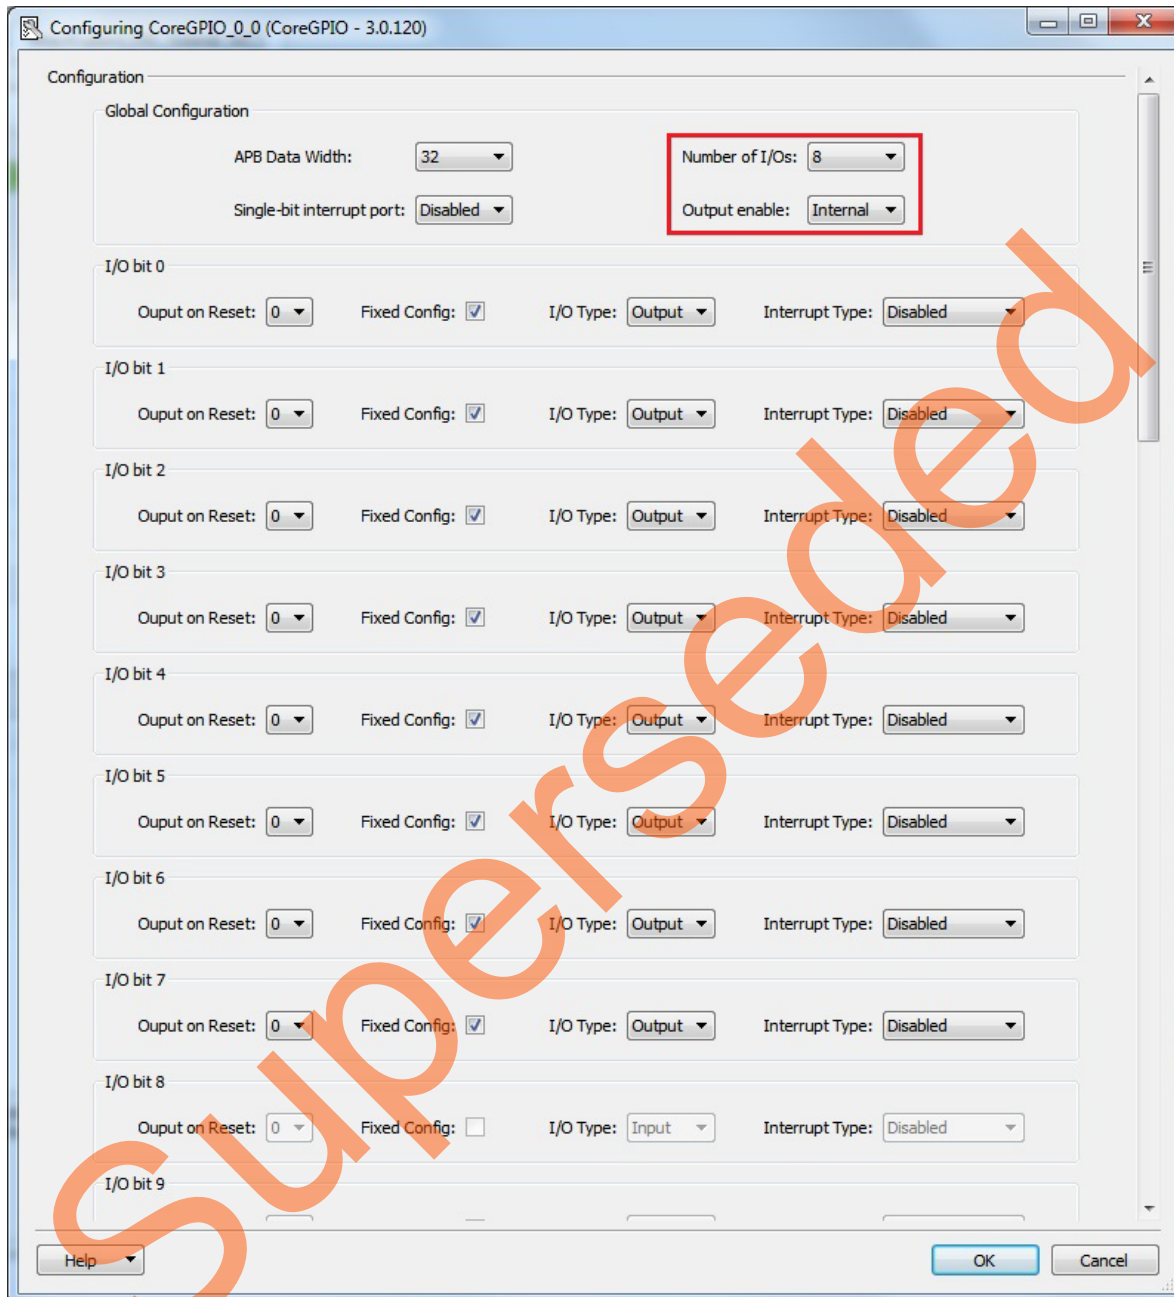 Configuring CoreGPIO_0_0 (CoreGPIO - 3.0.120)
Configuration
Global Configuration
APB Data Width: 32 Number of I/Os: 8
Single-bit interrupt port: Disabled Output enable: Internal
I/O bit 0
Ouput on Reset: 0 Fixed Config: I/O Type: Output Interrupt Type: Disabled
I/O bit 1
Ouput on Reset: 0 Fixed Config: I/O Type: Output Interrupt Type: Disabled
I/O bit 2
Ouput on Reset: 0 Fixed Config: I/O Type: Output Interrupt Type: Disabled
I/O bit 3
Ouput on Reset: 0 Fixed Config: I/O Type: Output Interrupt Type: Disabled
I/O bit 4
Ouput on Reset: 0 Fixed Config: I/O Type: Output Interrupt Type: Disabled
I/O bit 5
Ouput on Reset: 0 Fixed Config: I/O Type: Output Interrupt Type: Disabled
I/O bit 6
Ouput on Reset: 0 Fixed Config: I/O Type: Output Interrupt Type: Disabled
I/O bit 7
Ouput on Reset: 0 Fixed Config: I/O Type: Output Interrupt Type: Disabled
I/O bit 8
Ouput on Reset: 0 Fixed Config: I/O Type: Input Interrupt Type: Disabled
I/O bit 9
Help OK Cancel
Superseded